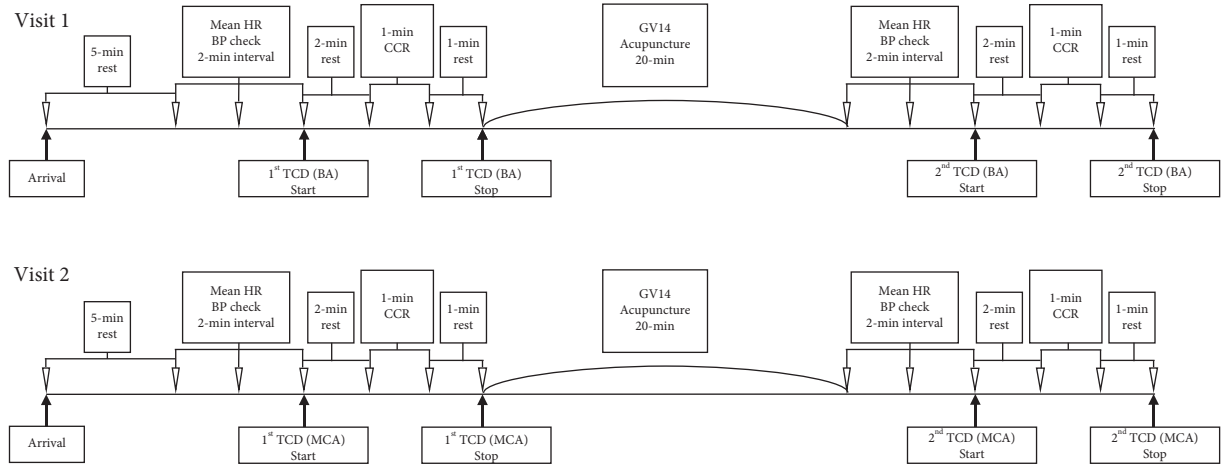 Visit 1
5-min
rest
Mean HR
BP check
2-min interval
2-min
rest
1-min
CCR
1-min
rest
GV14
Acupuncture
20-min
Mean HR
BP check
2-min interval
2-min
rest
1-min
CCR
1-min
rest
Arrival
1st TCD (BA)
Start
1st TCD (BA)
Stop
2nd TCD (BA)
Start
2nd TCD (BA)
Stop
Visit 2
5-min
rest
Mean HR
BP check
2-min interval
2-min
rest
1-min
CCR
1-min
rest
GV14
Acupuncture
20-min
Mean HR
BP check
2-min interval
2-min
rest
1-min
CCR
1-min
rest
Arrival
1st TCD (MCA)
Start
1st TCD (MCA)
Stop
2nd TCD (MCA)
Start
2nd TCD (MCA)
Stop